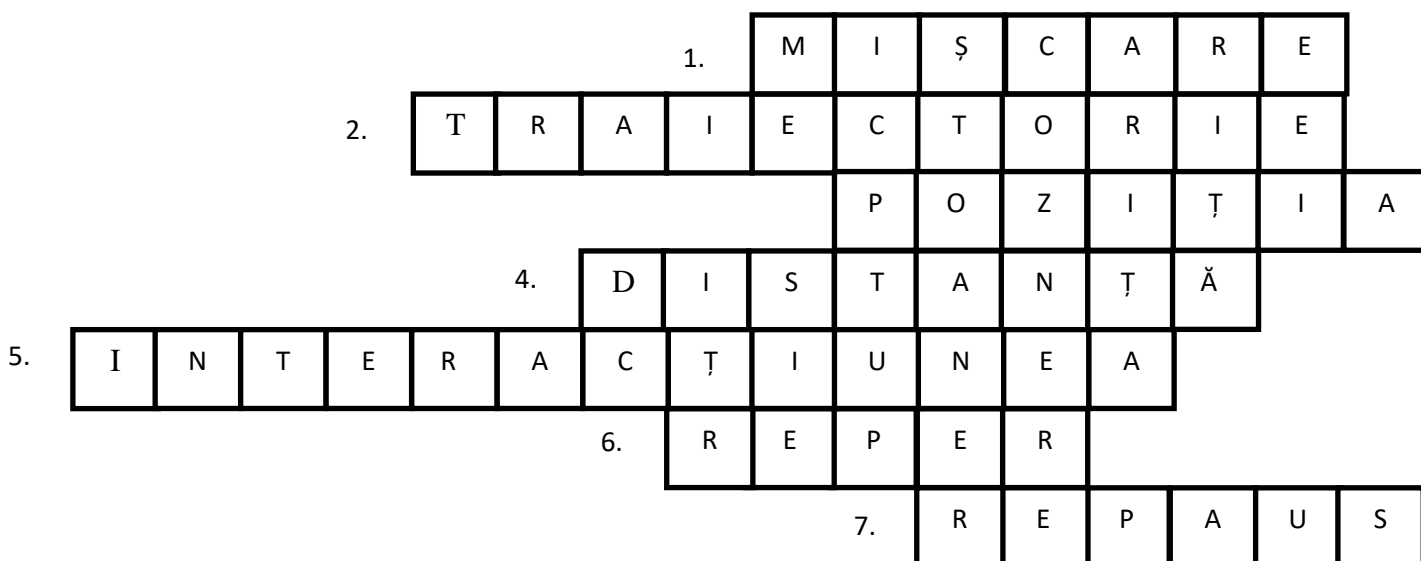 1. M I Ș C A R E
2. T R A I E C T O R I E
P O Z I Ț I A
4. D I S T A N Ț Ă
5. I N T E R A C Ț I U N E A
6. R E P E R
7. R E P A U S